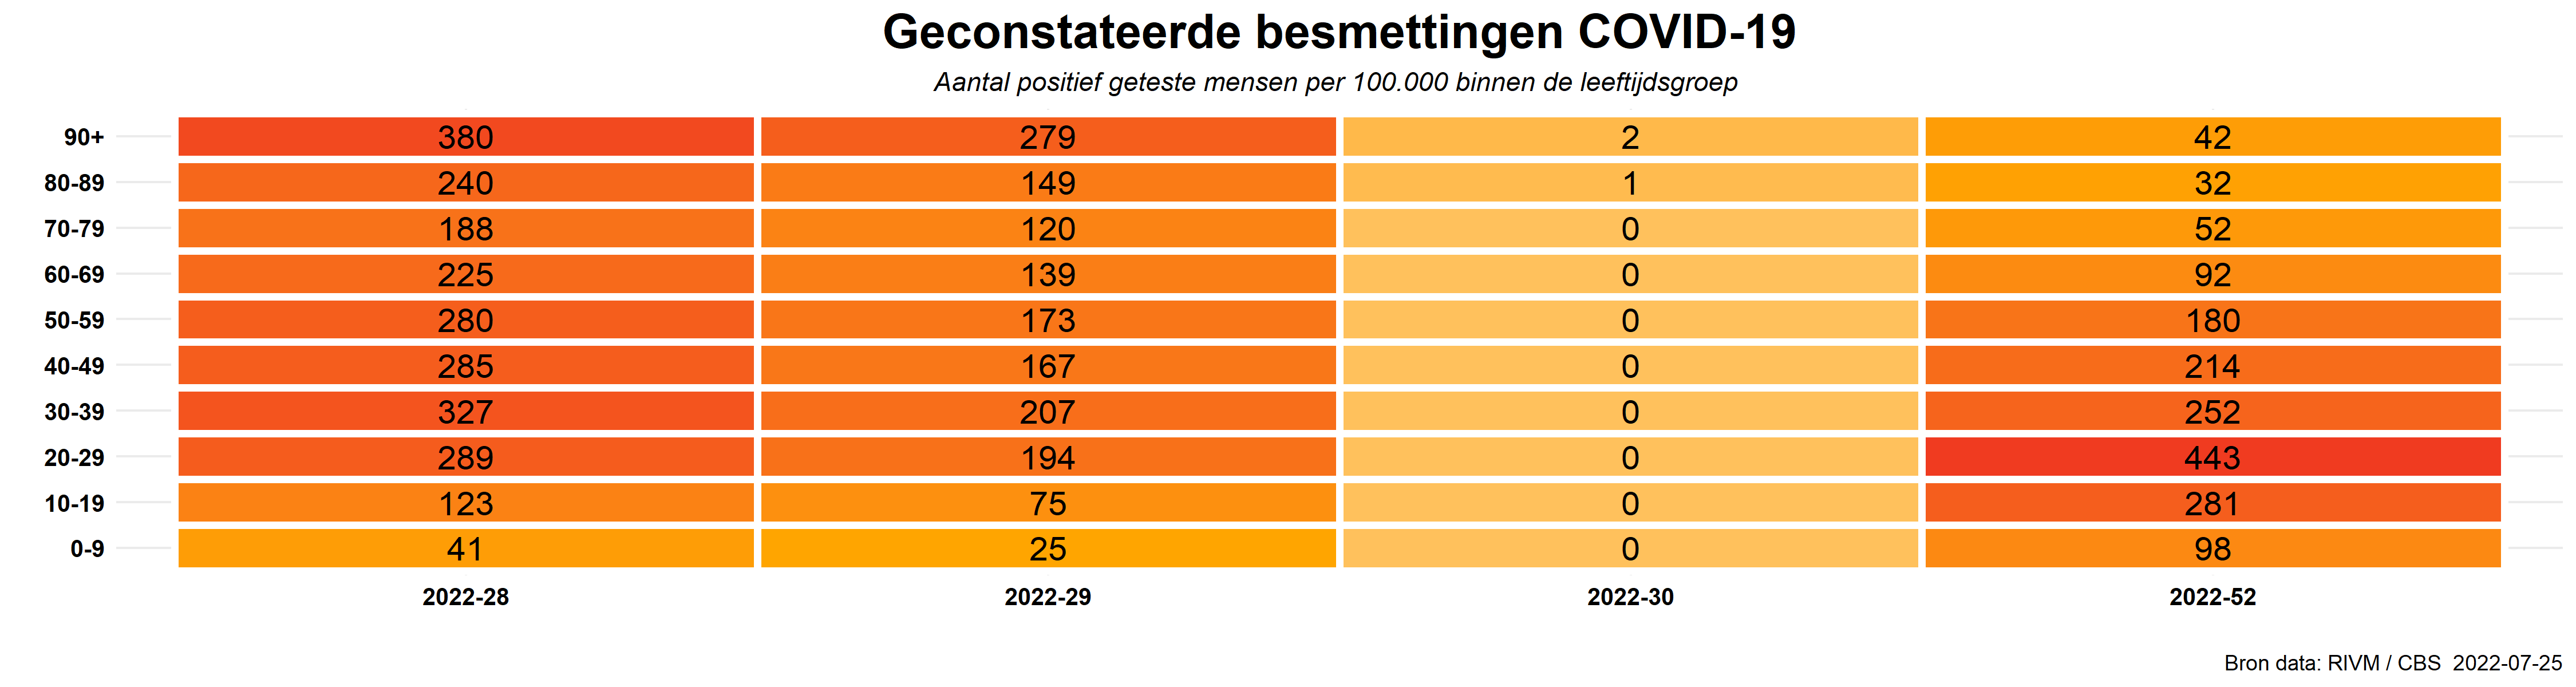 Geconstateerde besmettingen COVID-19
Aantal positief geteste mensen per 100.000 binnen de leeftijdsgroep
90+ 380 279 2 42
80-89 240 149 1 32
70-79 188 120 0 52
60-69 225 139 0 92
50-59 280 173 0 180
40-49 285 167 0 214
30-39 327 207 0 252
20-29 289 194 0 443
10-19 123 75 0 281
0-9 41 25 0 98
2022-28 2022-29 2022-30 2022-52
Bron data: RIVM / CBS 2022-07-25